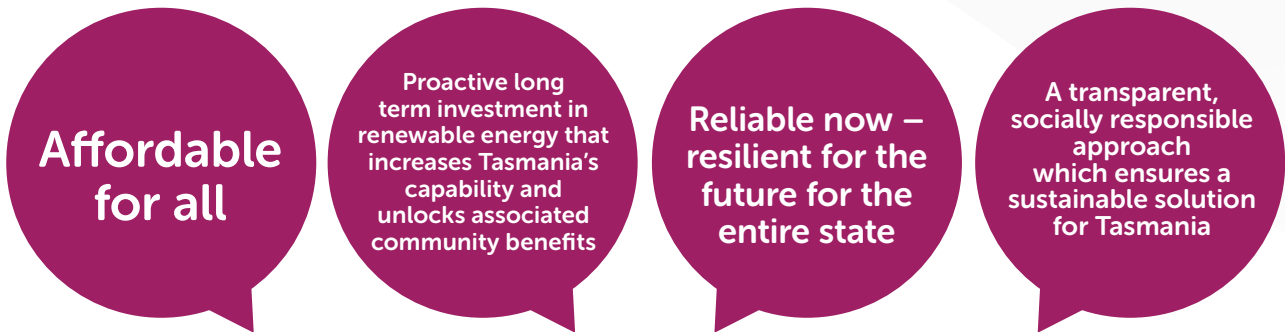 Affordable
for all
Proactive long
term investment in
renewable energy that
increases Tasmania’s
capability and
unlocks associated
community benefits
Reliable now –
resilient for the
future for the
entire state
A transparent,
socially responsible
approach
which ensures a
sustainable solution
for Tasmania